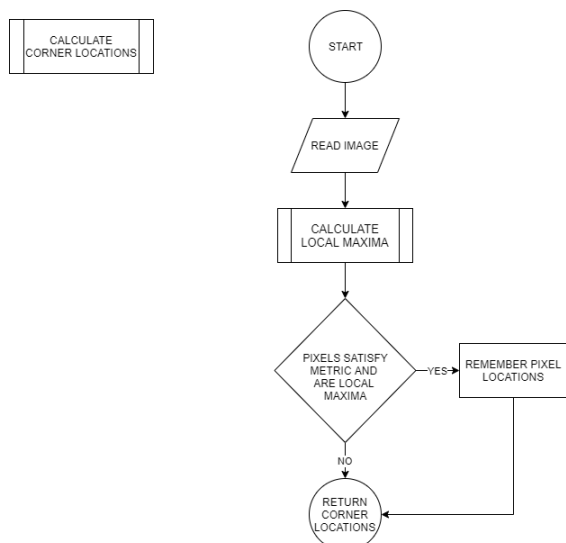 CALCULATE
CORNER LOCATIONS
START
READ IMAGE
CALCULATE
LOCAL MAXIMA
PIXELS SATISFY
METRIC AND
ARE LOCAL
MAXIMA
YES
REMEMBER PIXEL
LOCATIONS
NO
RETURN
CORNER
LOCATIONS